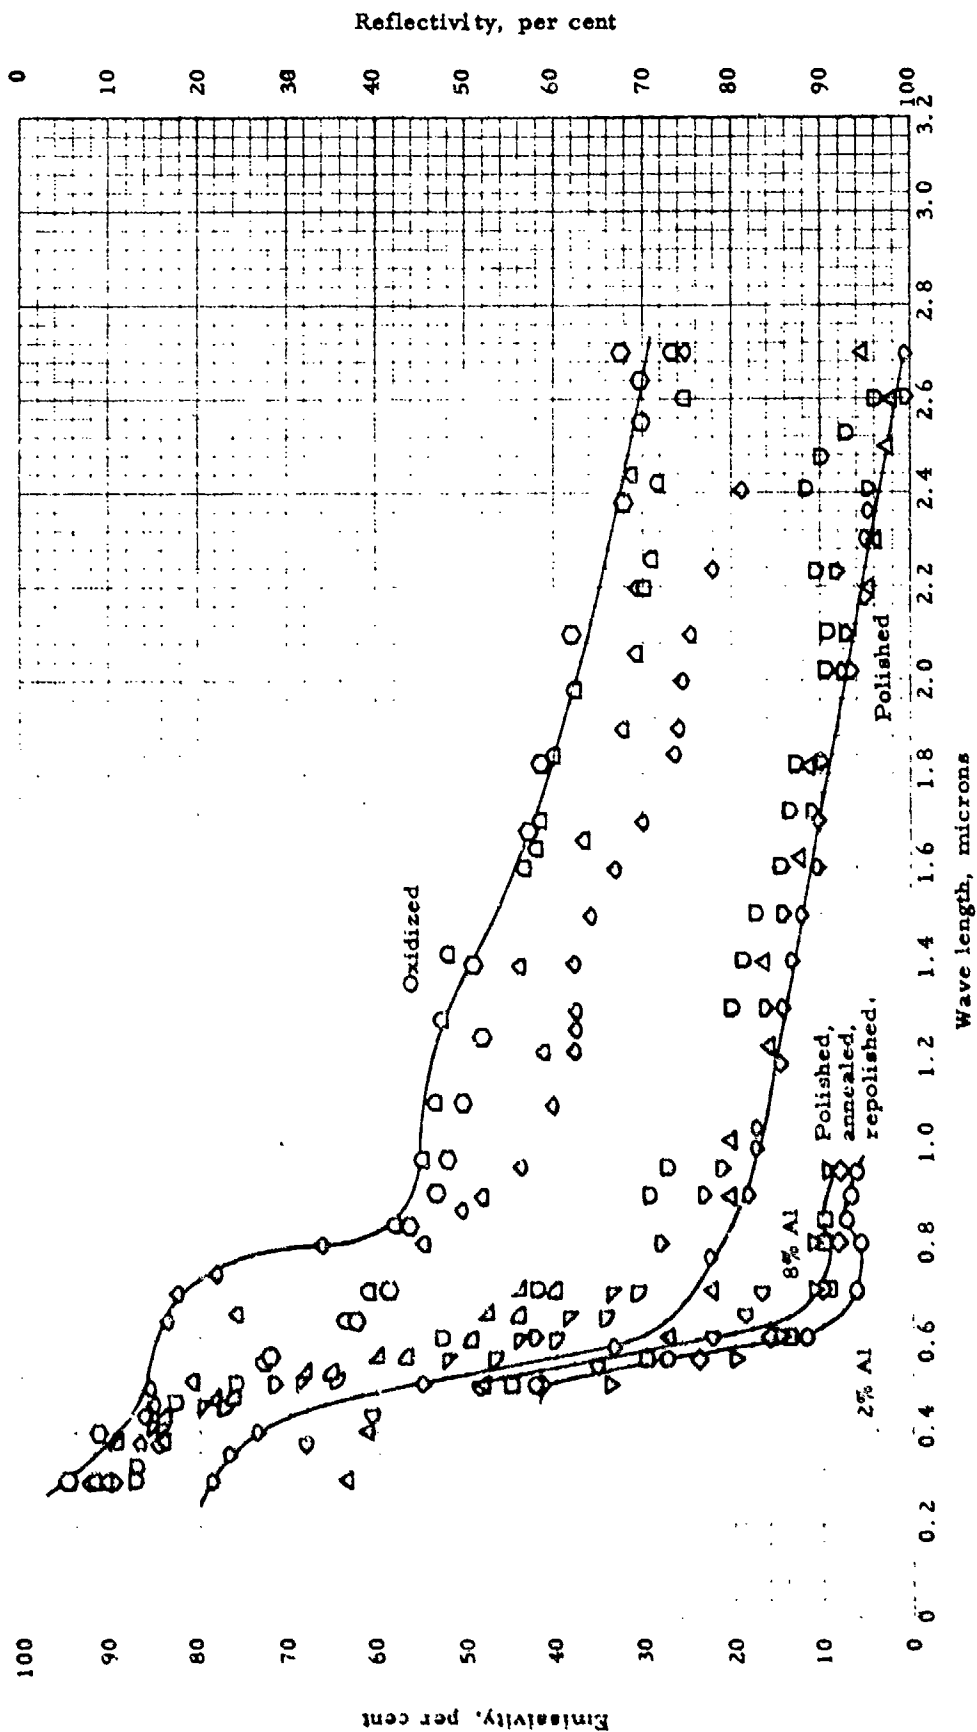 Reflectivity, per cent
0 10 20 30 40 50 60 70 80 90 100
Oxidized
Polished
Polished,
annealed,
repolished.
8% Al
2% Al
0 0.2 0.4 0.6 0.8 1.0 1.2 1.4 1.6 1.8 2.0 2.2 2.4 2.6 2.8 3.0 3.2
Wave length, microns
100 90 80 70 60 50 40 30 20 10 0
Emissivity, per cent